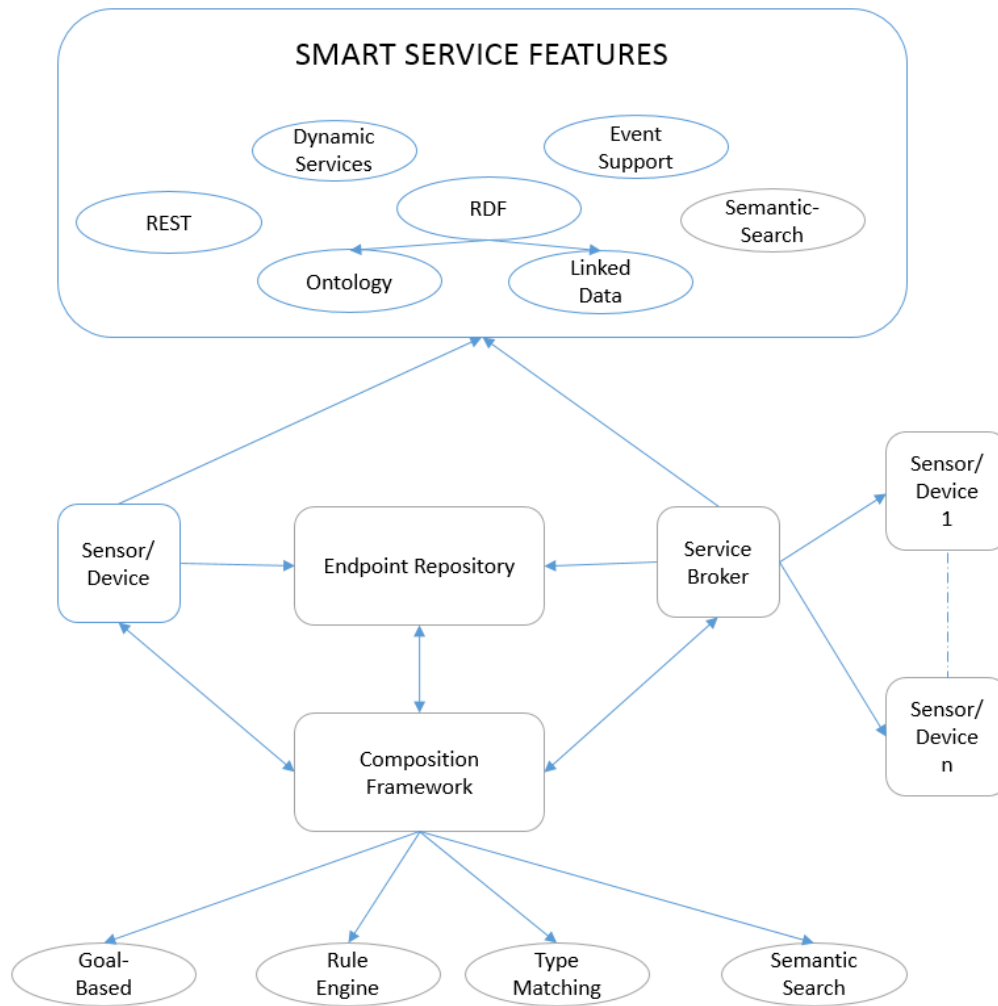 SMART SERVICE FEATURES
Dynamic
Services
Event
Support
REST
RDF
Semantic-
Search
Ontology
Linked
Data
Sensor/
Device
Endpoint Repository
Service
Broker
Sensor/
Device
1
Sensor/
Device
n
Composition
Framework
Goal-
Based
Rule
Engine
Type
Matching
Semantic
Search